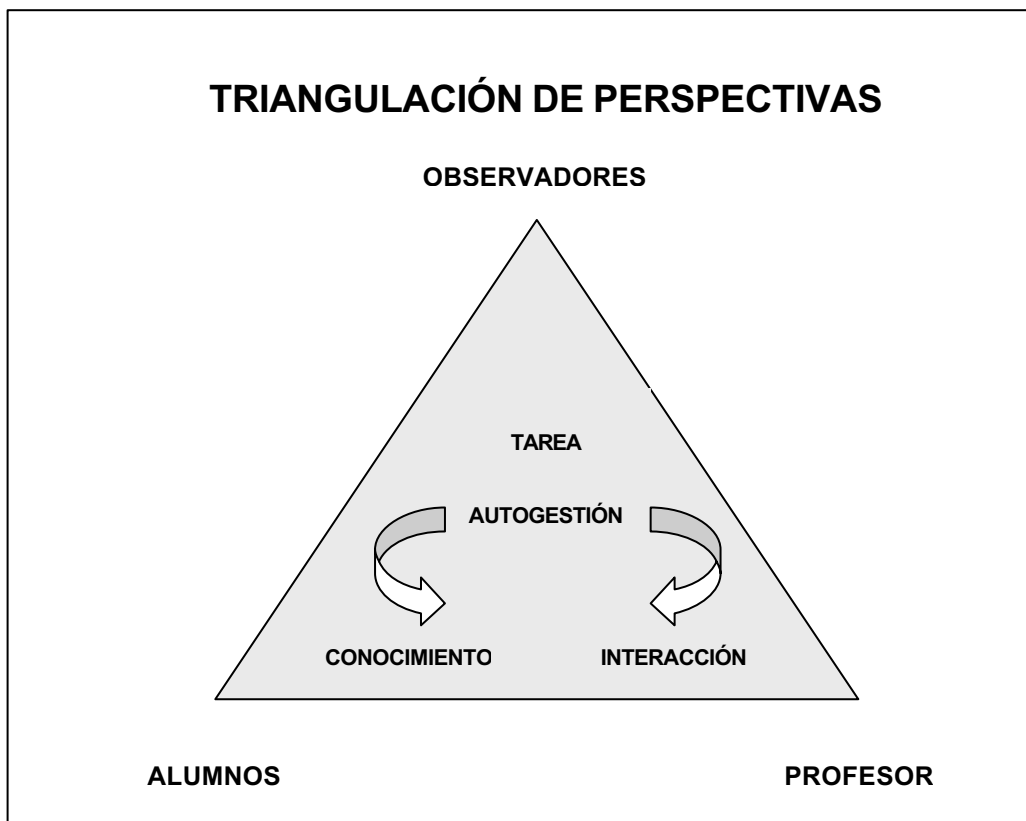 TRIANGULACIÓN DE PERSPECTIVAS
OBSERVADORES
TAREA
AUTOGESTIÓN
CONOCIMIENTO INTERACCIÓN
ALUMNOS PROFESOR